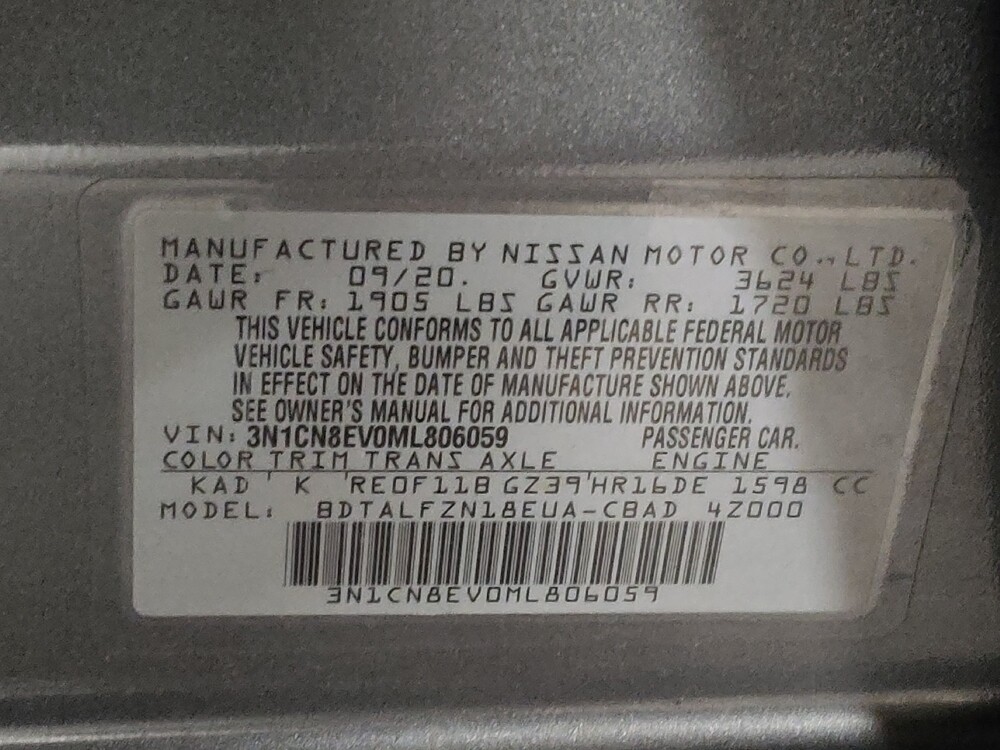 MANUFACTURED BY NISSAN MOTOR CO., LTD.
DATE: 09/20. GVWR: 3624 LBS
GAWR FR: 1905 LBS GAWR RR: 1720 LBS
THIS VEHICLE CONFORMS TO ALL APPLICABLE FEDERAL MOTOR
VEHICLE SAFETY, BUMPER AND THEFT PREVENTION STANDARDS
IN EFFECT ON THE DATE OF MANUFACTURE SHOWN ABOVE.
SEE OWNER'S MANUAL FOR ADDITIONAL INFORMATION.
VIN: 3N1CN8EV0ML806059 PASSENGER CAR.
COLOR TRIM TRANS AXLE ENGINE
KAD ' K 'RE0F11B GZ39'HR16DE 1598 CC
MODEL: BDTALFZN18EUA-CBAD 4Z000
3N1CN8EV0ML806059